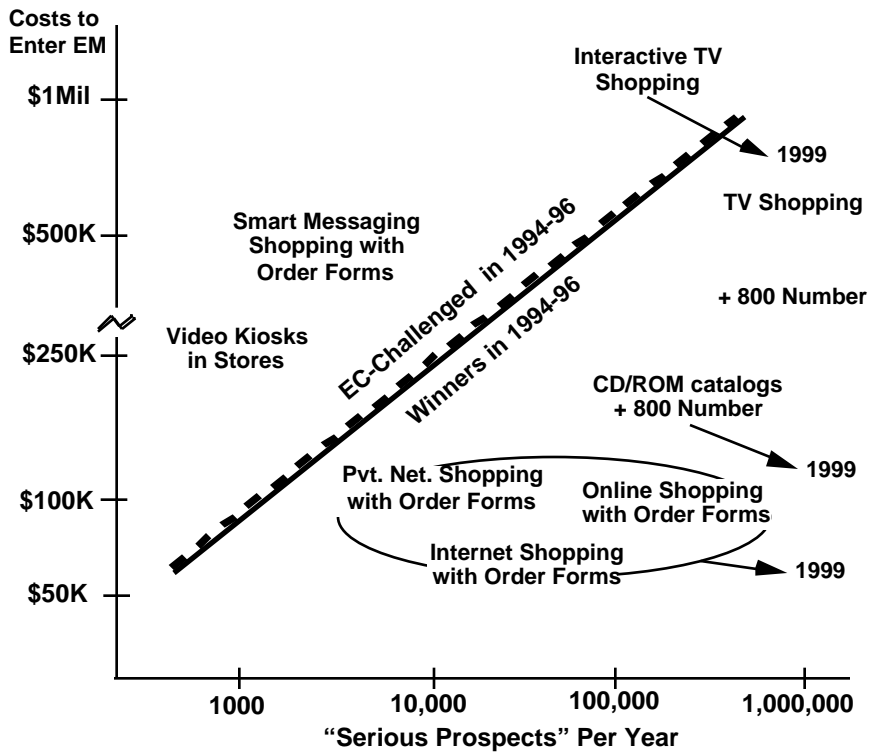 Costs to
Enter EM
Interactive TV
Shopping
$1Mil
1999
TV Shopping
Smart Messaging
Shopping with
Order Forms
$500K
EC-Challenged in 1994-96
Winners in 1994-96
+ 800 Number
Video Kiosks
in Stores
$250K
CD/ROM catalogs
+ 800 Number
1999
Pvt. Net. Shopping
with Order Forms
Online Shopping
with Order Forms
$100K
Internet Shopping
with Order Forms
1999
$50K
1000
10,000
100,000
1,000,000
“Serious Prospects” Per Year